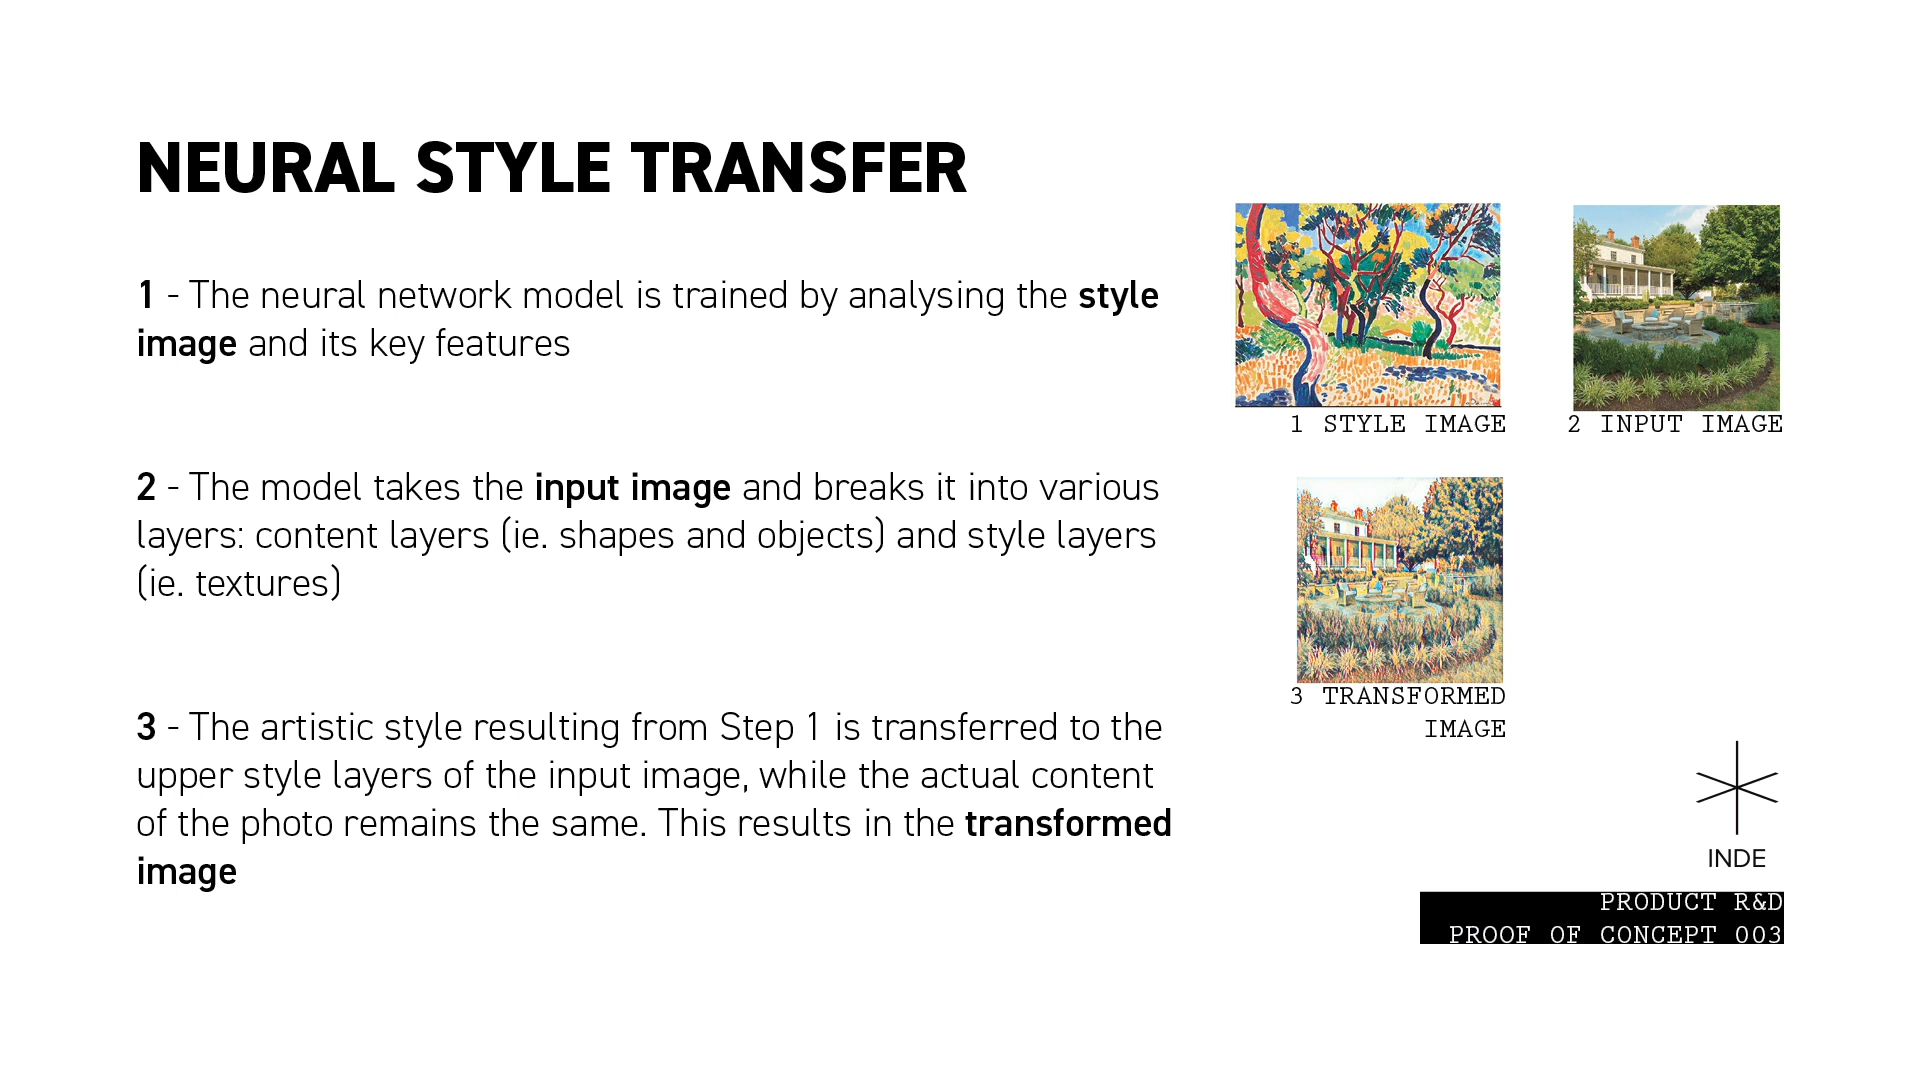 NEURAL STYLE TRANSFER
1 - The neural network model is trained by analysing the style
image and its key features
2 - The model takes the input image and breaks it into various
layers: content layers (ie. shapes and objects) and style layers
(ie. textures)
3 - The artistic style resulting from Step 1 is transferred to the
upper style layers of the input image, while the actual content
of the photo remains the same. This results in the transformed
image
1 STYLE IMAGE
2 INPUT IMAGE
3 TRANSFORMED
IMAGE
INDE
PRODUCT R&D
PROOF OF CONCEPT 003